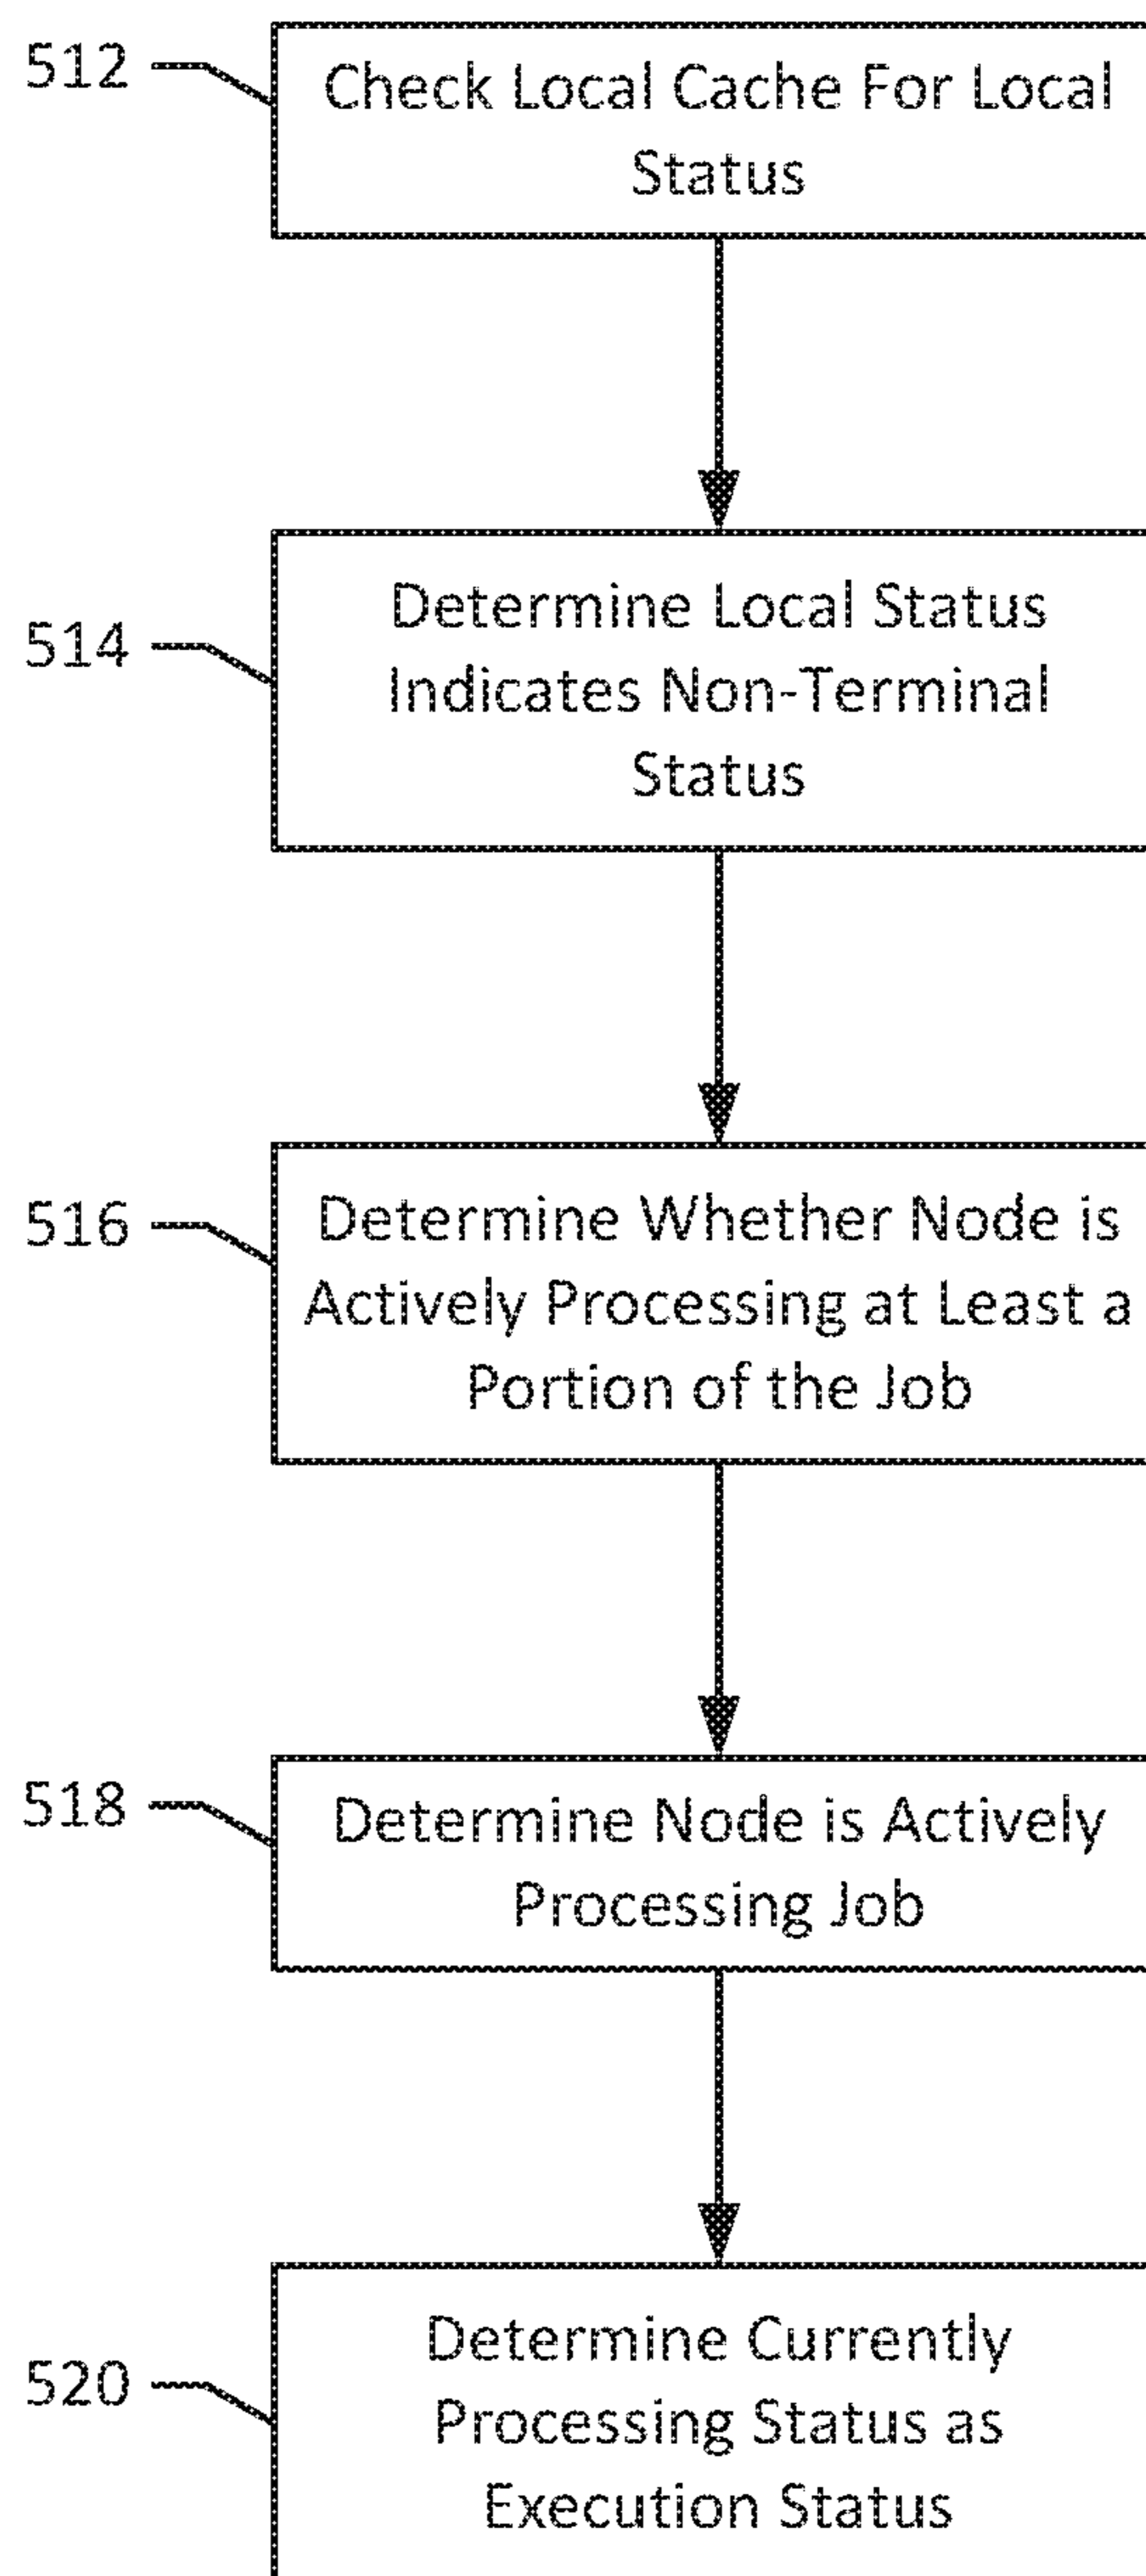 512
Check Local Cache For Local
Status
514
Determine Local Status
Indicates Non-Terminal
Status
516
Determine Whether Node is
Actively Processing at Least a
Portion of the Job
518
Determine Node is Actively
Processing Job
520
Determine Currently
Processing Status as
Execution Status